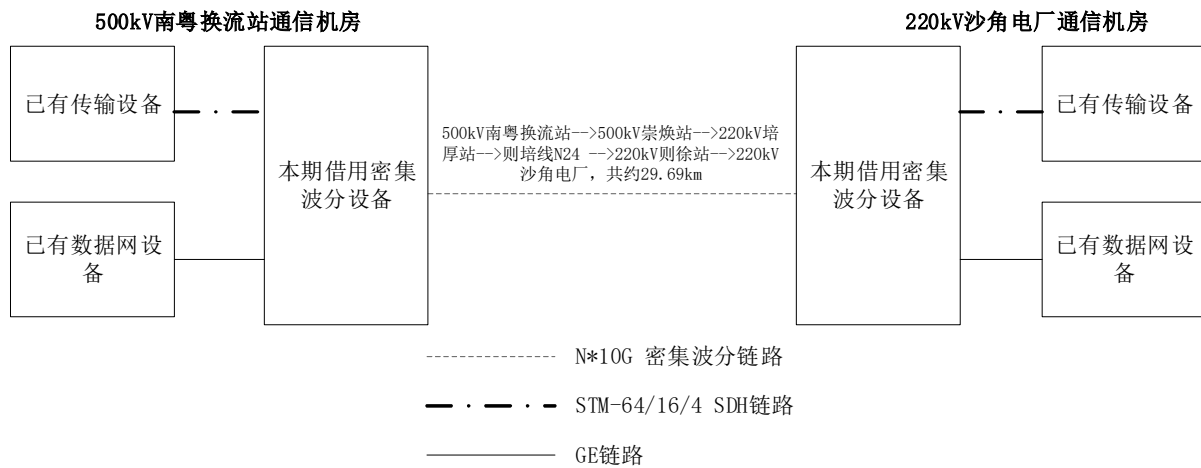 500kV南粤换流站通信机房
220kV沙角电厂通信机房
已有传输设备
已有数据网设
备
本期借用密集
波分设备
500kV南粤换流站-->500kV崇焕站-->220kV培
厚站-->则培线N24 -->220kV则徐站-->220kV
沙角电厂，共约29.69km
本期借用密集
波分设备
已有传输设备
已有数据网设
备
N*10G 密集波分链路
STM-64/16/4 SDH链路
GE链路